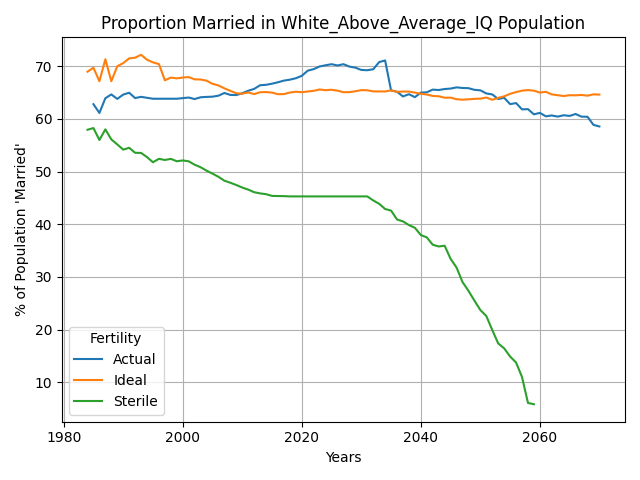 Proportion Married in White_Above_Average_IQ Population
% of Population 'Married'
70
60
50
40
30
20
10
Fertility
Actual
Ideal
Sterile
1980
2000
2020
2040
2060
Years